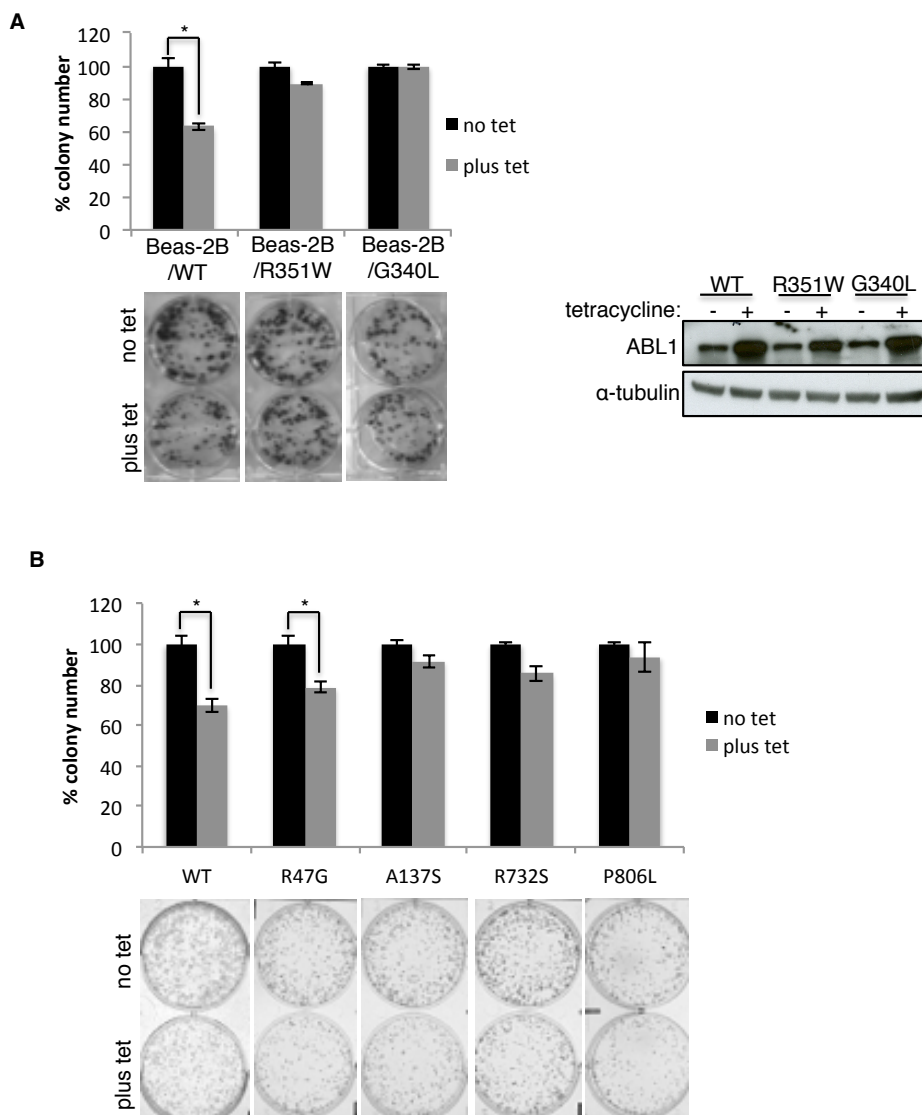 A
120
100
80
60
40
20
0
% colony number
*
no tet
plus tet
Beas-2B
/WT
Beas-2B
/R351W
Beas-2B
/G340L
no tet
plus tet
WT R351W G340L
tetracycline: - + - + - +
ABL1
α-tubulin
B
120
100
80
60
40
20
0
% colony number
* *
no tet
plus tet
WT R47G A137S R732S P806L
no tet
plus tet